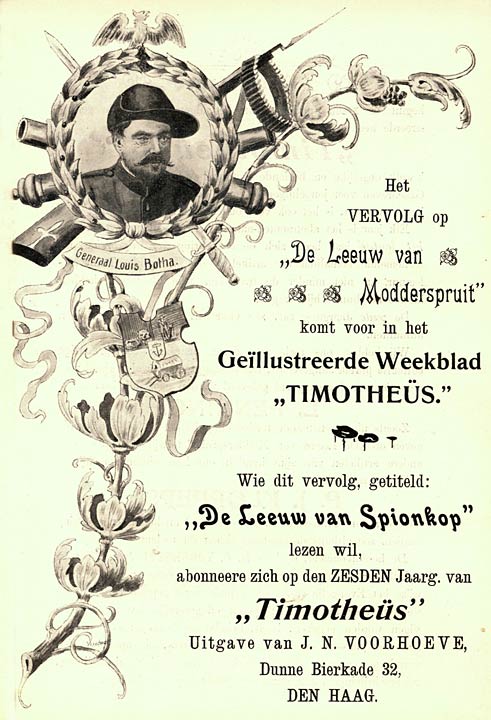 Generaal Louis Botha.
Het
VERVOLG op
„De Leeuw van
Modderspruit”
komt voor in het
Geïllustreerde Weekblad
„TIMOTHEÜS.”
Wie dit vervolg, getiteld:
„De Leeuw van Spionkop”
lezen wil,
abonneere zich op den ZESDEN Jaarg. van
„Timotheüs”
Uitgave van J. N. VOORHOEVE,
Dunne Bierkade 32,
DEN HAAG.